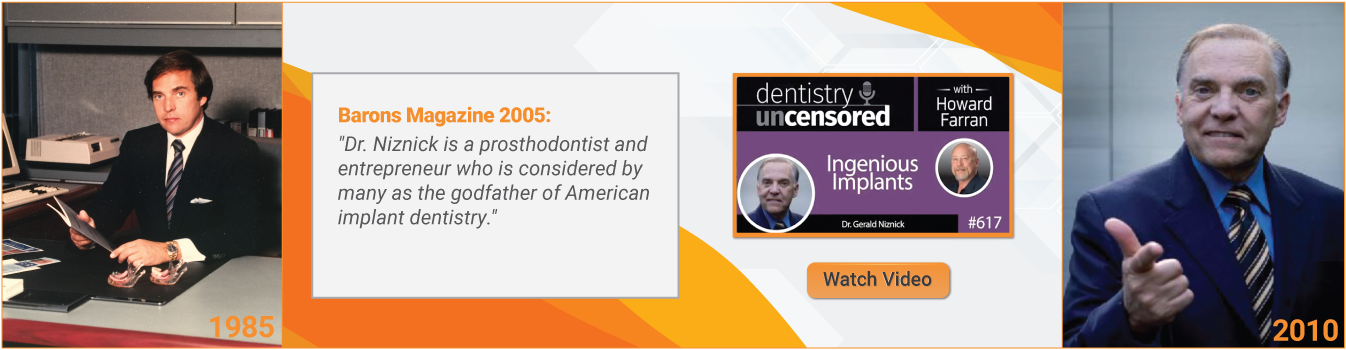 1985
Barons Magazine 2005:
"Dr. Niznick is a prosthodontist and
entrepreneur who is considered by
many as the godfather of American
implant dentistry."
dentistry
uncensored
with
Howard
Farran
Ingenious
Implants
Dr. Gerald Niznick
#617
Watch Video
2010